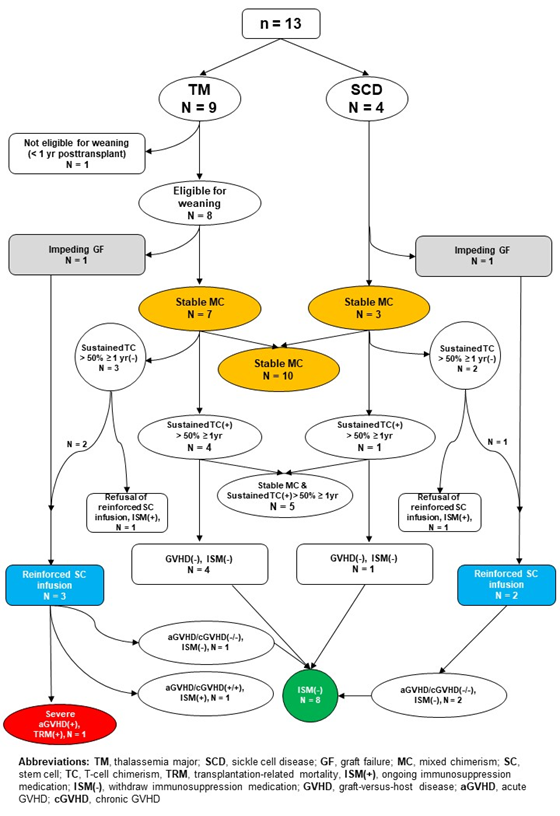 n = 13
TM
N = 9
SCD
N = 4
Not eligible for weaning
(< 1 yr posttransplant)
N = 1
Eligible for
weaning
N = 8
Impeding GF
N = 1
Impeding GF
N = 1
Stable MC
N = 7
Stable MC
N = 3
Stable MC
N = 10
Sustained TC
> 50% ≥ 1 yr(-)
N = 3
Sustained TC
> 50% ≥ 1 yr(-)
N = 2
Sustained TC(+)
> 50% ≥ 1yr
N = 4
Sustained TC(+)
> 50% ≥ 1yr
N = 1
N = 2
N = 1
Stable MC &
Sustained TC(+) > 50% ≥ 1yr
N = 5
Refusal of
reinforced SC
infusion, ISM(+),
N = 1
Refusal of
reinforced SC
infusion, ISM(+),
N = 1
GVHD(-), ISM(-)
N = 4
GVHD(-), ISM(-)
N = 1
Reinforced SC
infusion
N = 3
Reinforced SC
infusion
N = 2
aGVHD/cGVHD(-/-),
ISM(-), N = 1
aGVHD/cGVHD(+/+),
ISM(+), N = 1
ISM(-)
N = 8
aGVHD/cGVHD(-/-),
ISM(-), N = 2
Severe
aGVHD(+),
TRM(+), N = 1
Abbreviations: TM, thalassemia major; SCD, sickle cell disease; GF, graft failure; MC, mixed chimerism; SC,
stem cell; TC, T-cell chimerism, TRM, transplantation-related mortality, ISM(+), ongoing immunosuppression
medication; ISM(-), withdraw immunosuppression medication; GVHD, graft-versus-host disease; aGVHD, acute
GVHD; cGVHD, chronic GVHD